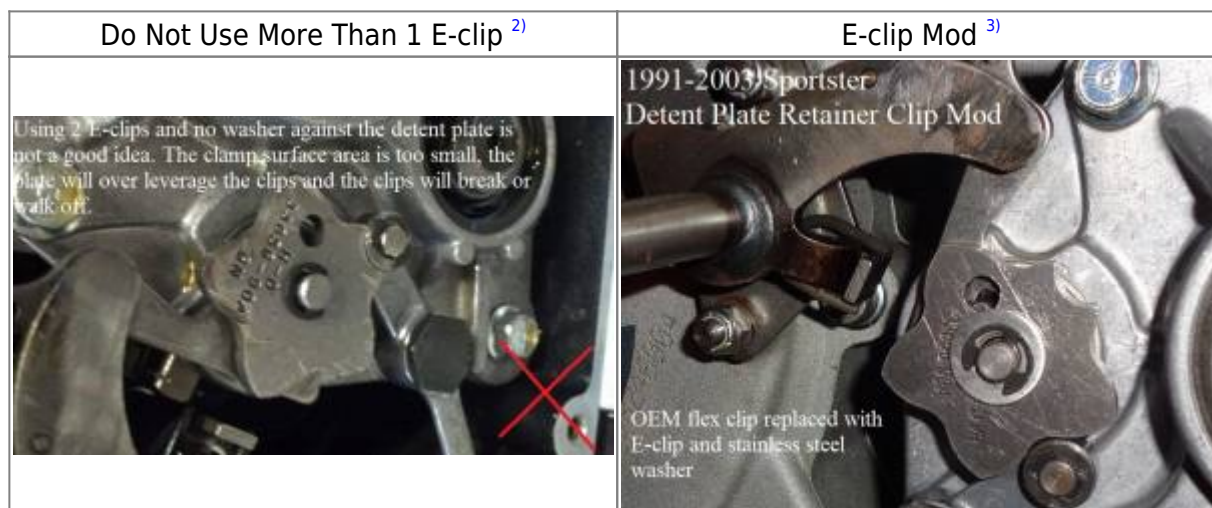 Do Not Use More Than 1 E-clip 2)
E-clip Mod 3)
Using 2 E-clips and no washer against the detent plate is
not a good idea. The clamp surface area is too small, the
plate will over leverage the clips and the clips will break or
walk off.
1991-2003 Sportster
Detent Plate Retainer Clip Mod
OEM flex clip replaced with
E-clip and stainless steel
washer